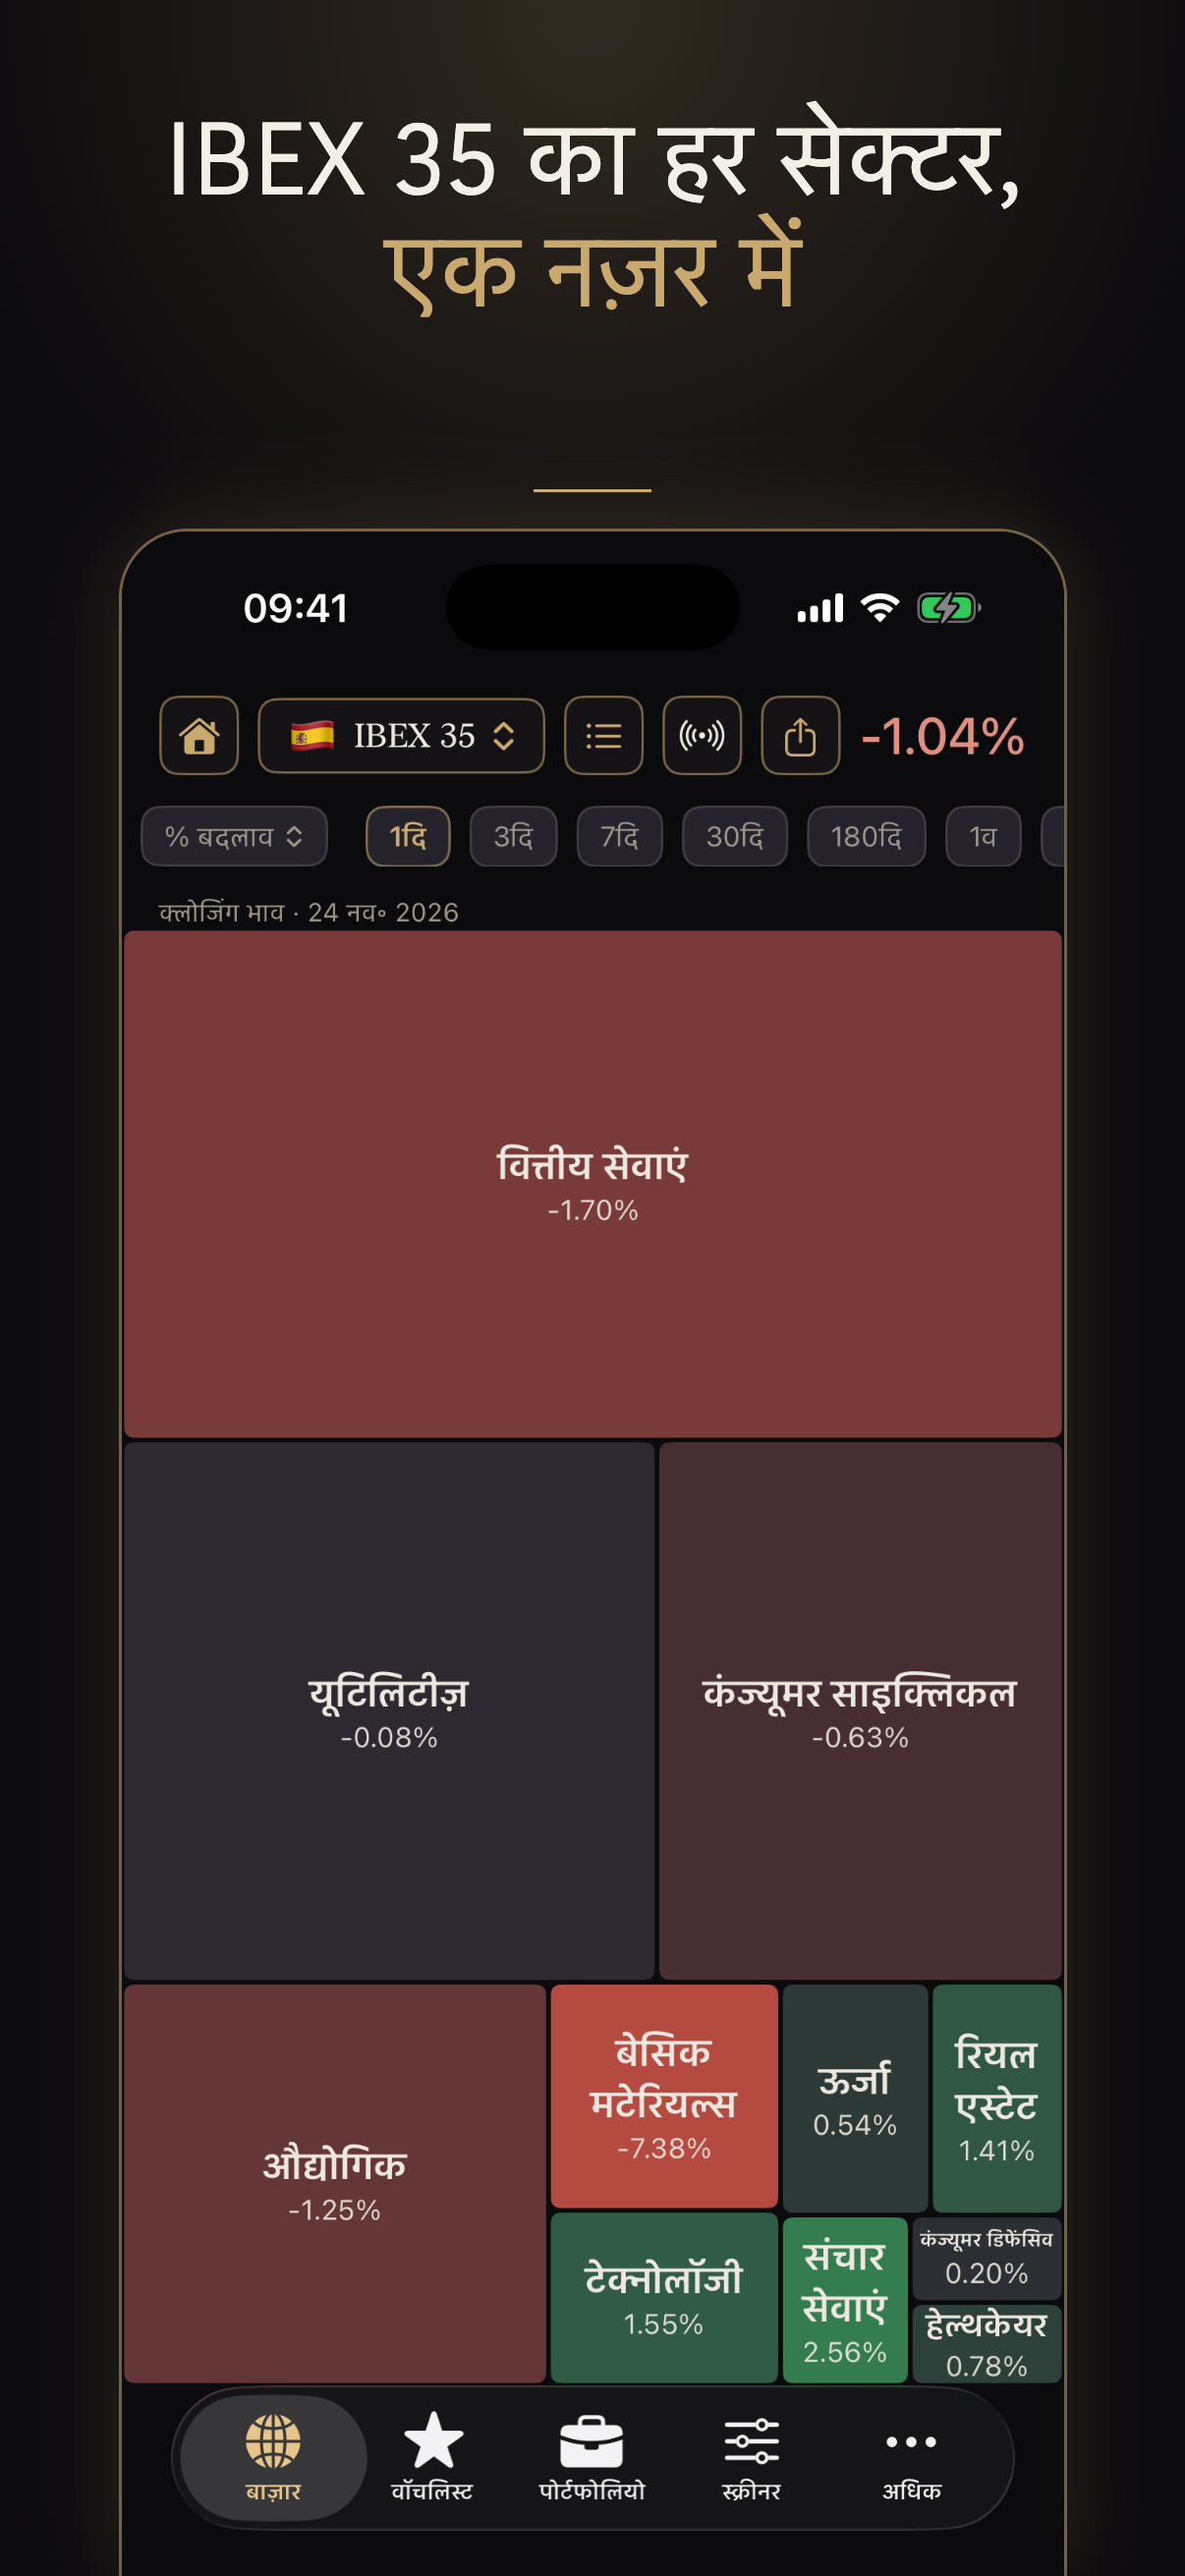 IBEX 35 का हर सेक्टर,
एक नज़र में
09:41
IBEX 35
-1.04%
% बदलाव
1दि
3दि
7दि
30दि
180दि
1व
क्लोजिंग भाव · 24 नव॰ 2026
वित्तीय सेवाएं
-1.70%
यूटिलिटीज़
-0.08%
कंज्यूमर साइक्लिकल
-0.63%
औद्योगिक
-1.25%
बेसिक
मटेरियल्स
-7.38%
ऊर्जा
0.54%
रियल
एस्टेट
1.41%
टेक्नोलॉजी
1.55%
संचार
सेवाएं
2.56%
कंज्यूमर डिफेंसिव
0.20%
हेल्थकेयर
0.78%
बाज़ार
वॉचलिस्ट
पोर्टफोलियो
स्क्रीनर
अधिक